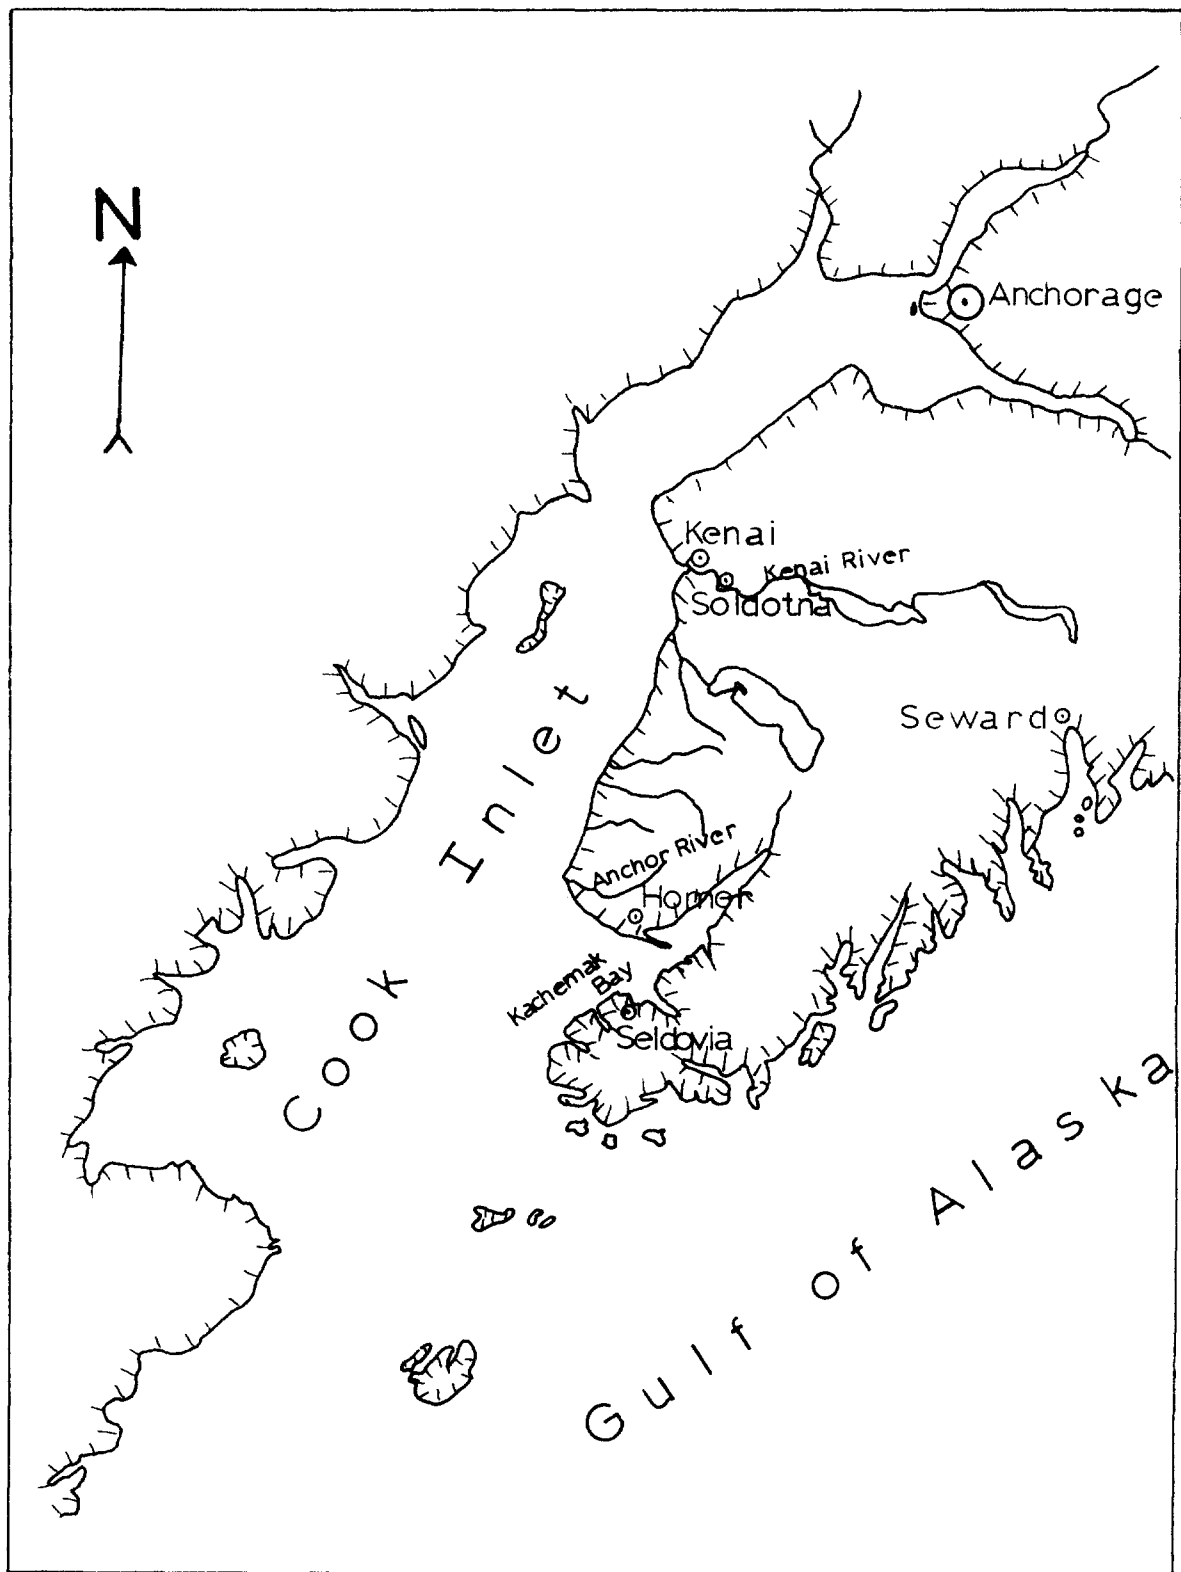 N
Anchorage
Kenai
Kenai River
Soldotna
Seward
Cook Inlet
Anchor River
Homer
Kachemak
Bay
Seldovia
Gulf of Alaska